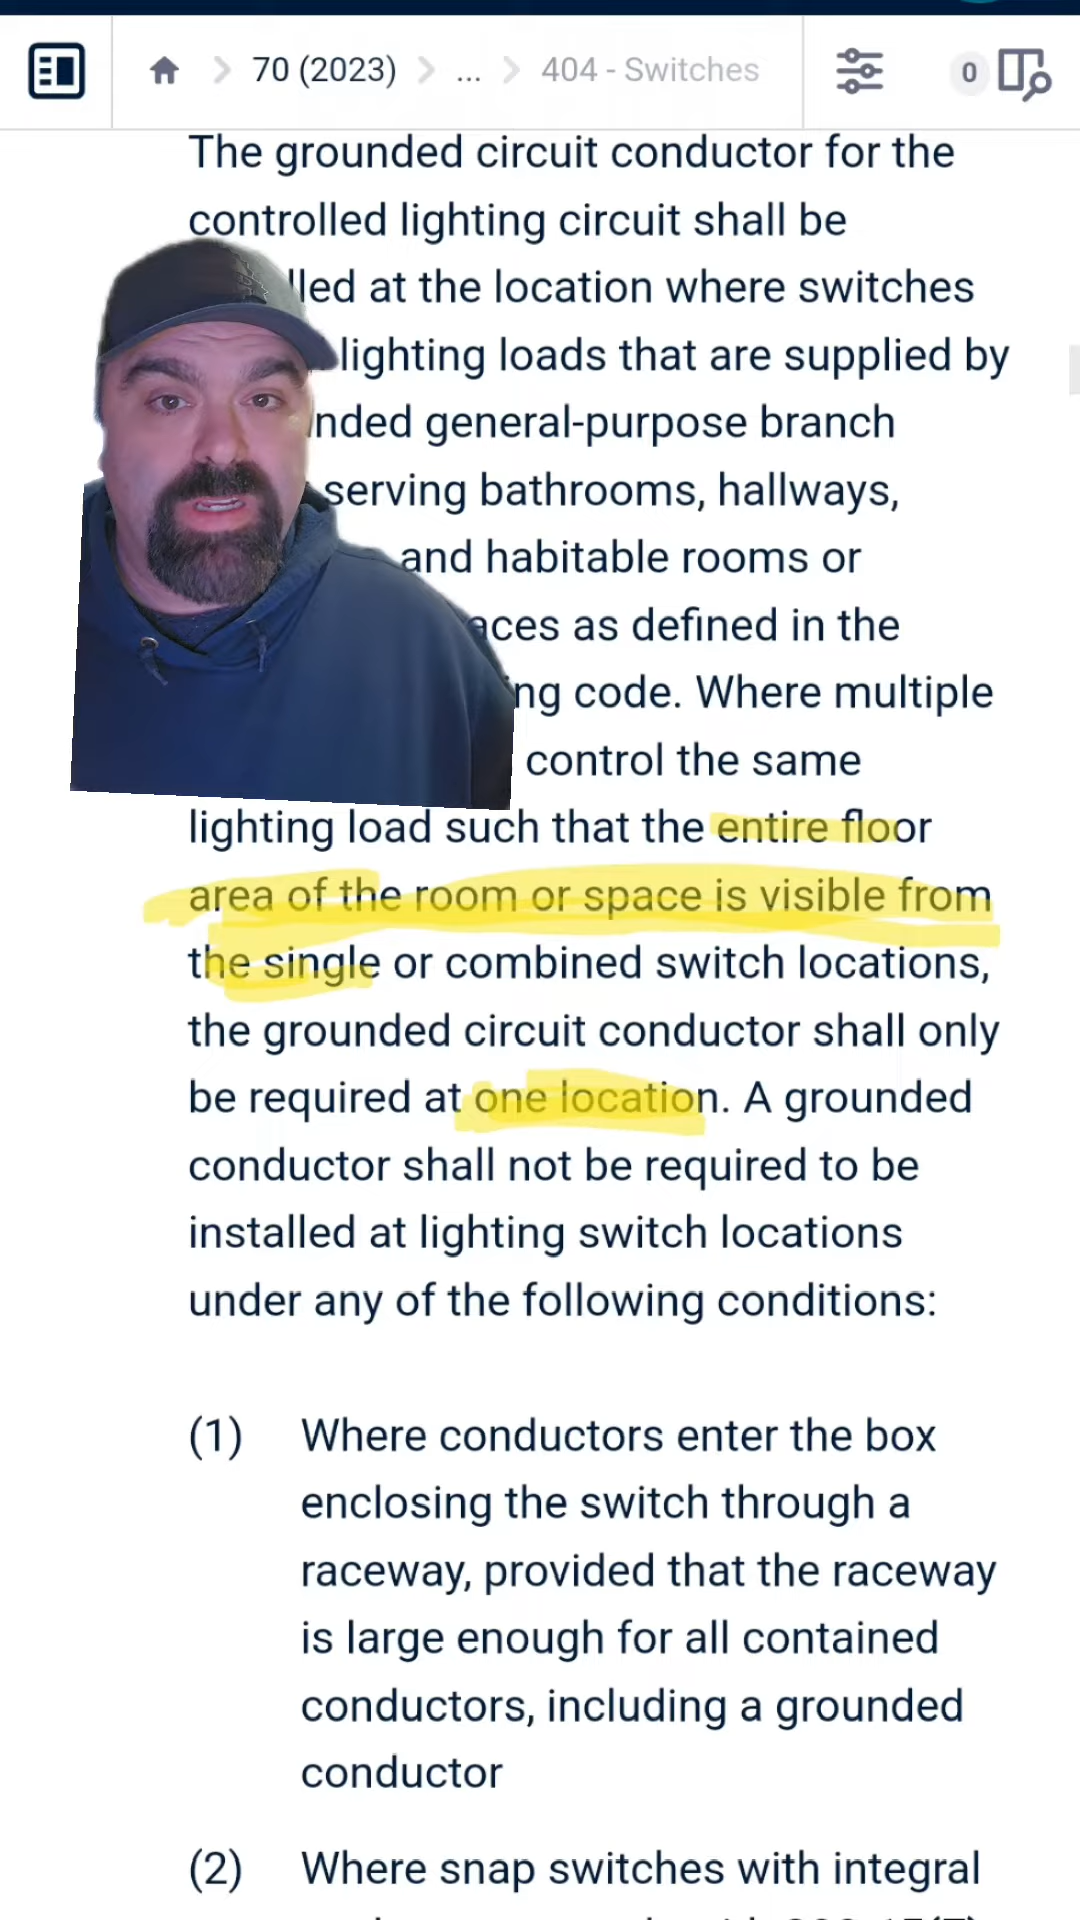 70 (2023) ... 404 - Switches
0
The grounded circuit conductor for the
controlled lighting circuit shall be
lled at the location where switches
lighting loads that are supplied by
nded general-purpose branch
serving bathrooms, hallways,
and habitable rooms or
aces as defined in the
ng code. Where multiple
control the same
lighting load such that the entire floor
area of the room or space is visible from
the single or combined switch locations,
the grounded circuit conductor shall only
be required at one location. A grounded
conductor shall not be required to be
installed at lighting switch locations
under any of the following conditions:
(1) Where conductors enter the box
enclosing the switch through a
raceway, provided that the raceway
is large enough for all contained
conductors, including a grounded
conductor
(2) Where snap switches with integral